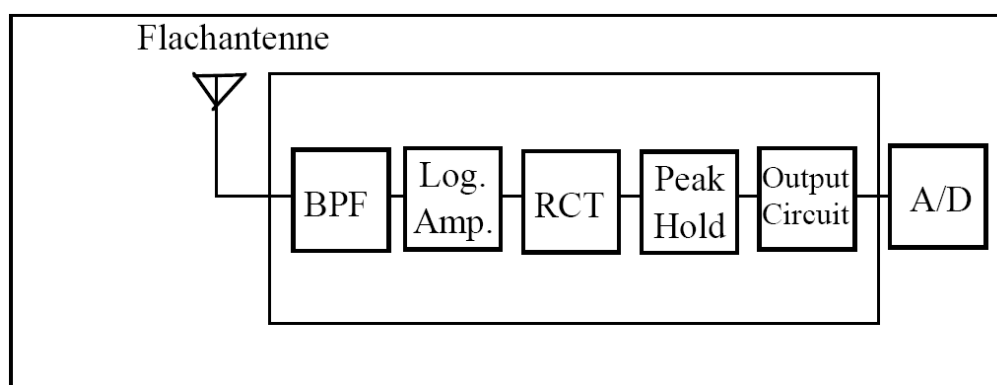 Flachantenne
BPF
Log.
Amp.
RCT
Peak
Hold
Output
Circuit
A/D